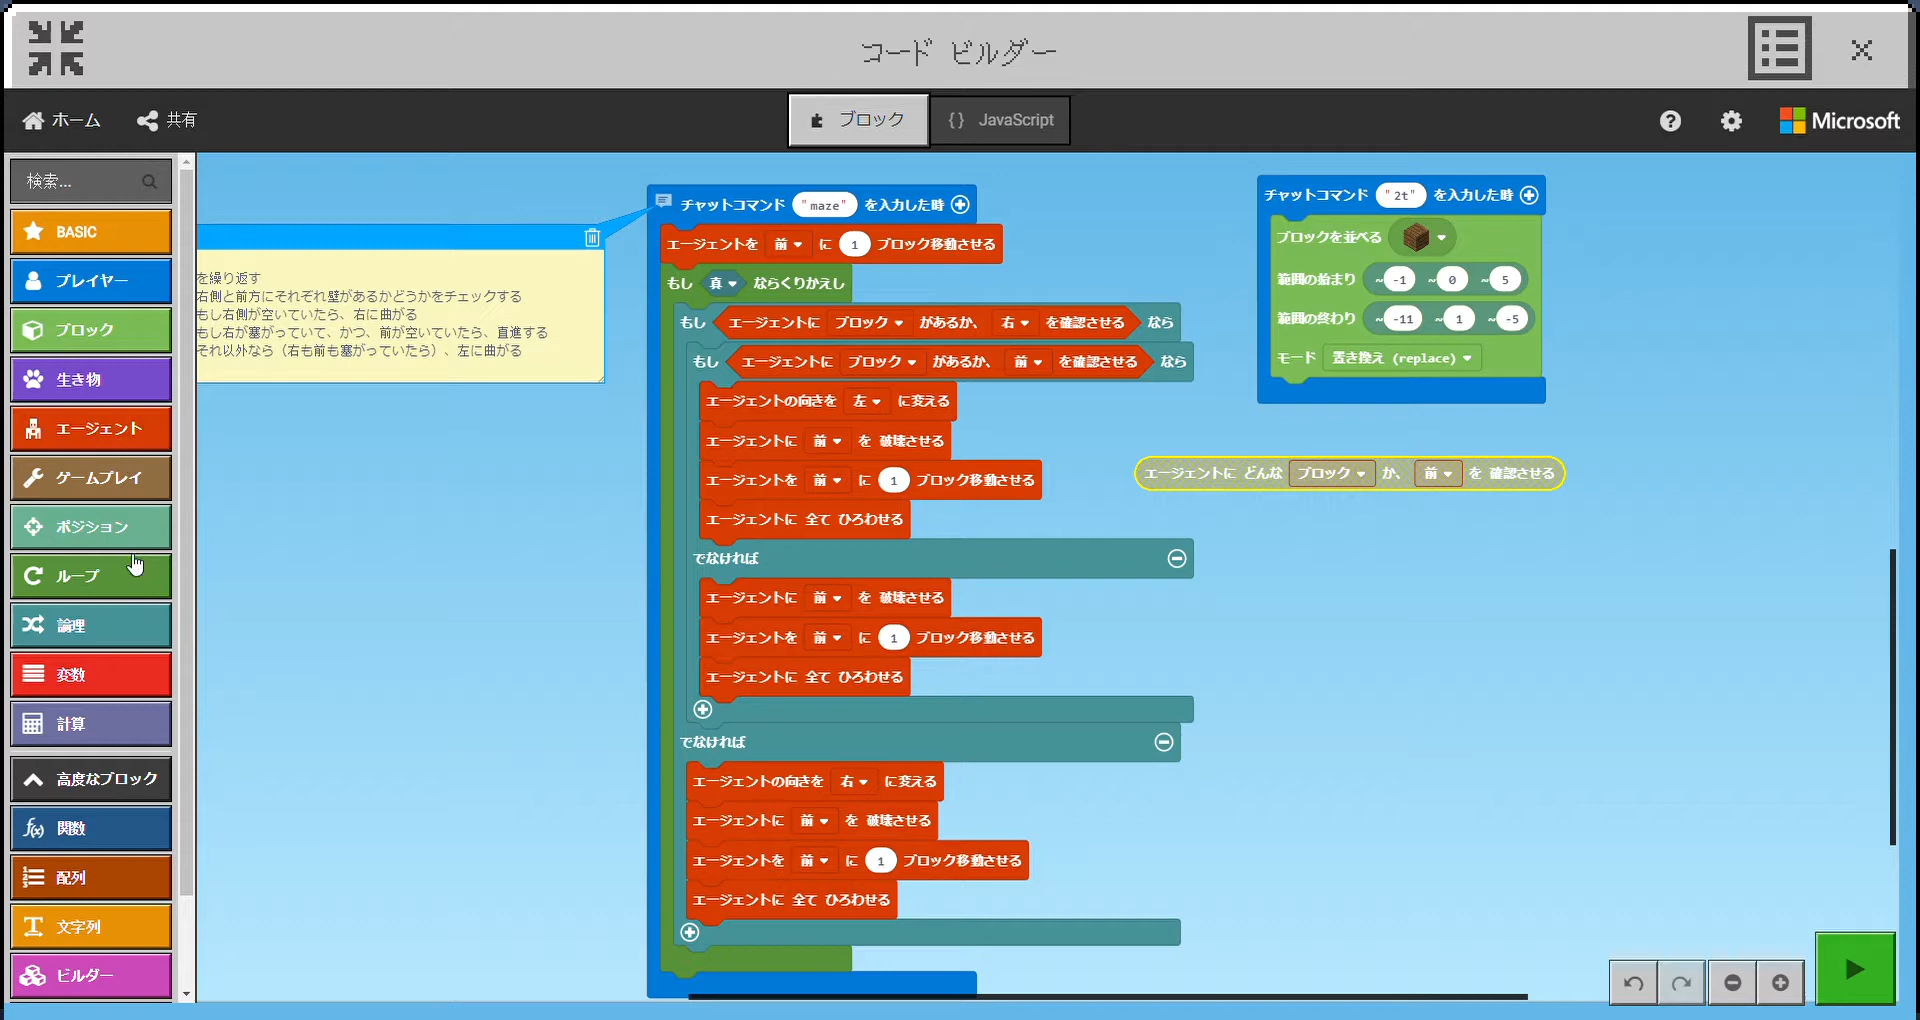 コード ビルダー
ホーム
共有
ブロック
{} JavaScript
?
Microsoft
検索...
BASIC
プレイヤー
ブロック
生き物
エージェント
ゲームプレイ
ポジション
ループ
論理
変数
計算
高度なブロック
f(x) 関数
配列
文字列
ビルダー
を繰り返す
右側と前方にそれぞれ壁があるかどうかをチェックする
もし右側が空いていたら、右に曲がる
もし右が塞がっていて、かつ、前が空いていたら、直進する
それ以外なら（右も前も塞がっていたら）、左に曲がる
チャットコマンド "maze" を入力した時
エージェントを 前 に 1 ブロック移動させる
もし 真 ならくりかえし
もし エージェントに ブロック があるか、 右 を確認させる なら
もし エージェントに ブロック があるか、 前 を確認させる なら
エージェントの向きを 左 に変える
エージェントに 前 を 破壊させる
エージェントを 前 に 1 ブロック移動させる
エージェントに 全て ひろわせる
でなければ
エージェントに 前 を 破壊させる
エージェントを 前 に 1 ブロック移動させる
エージェントに 全て ひろわせる
でなければ
エージェントの向きを 右 に変える
エージェントに 前 を 破壊させる
エージェントを 前 に 1 ブロック移動させる
エージェントに 全て ひろわせる
チャットコマンド "2t" を入力した時
ブロックを並べる
範囲の始まり ~-1 ~0 ~5
範囲の終わり ~-11 ~1 ~-5
モード 置き換え (replace)
エージェントに どんな ブロック か、 前 を 確認させる